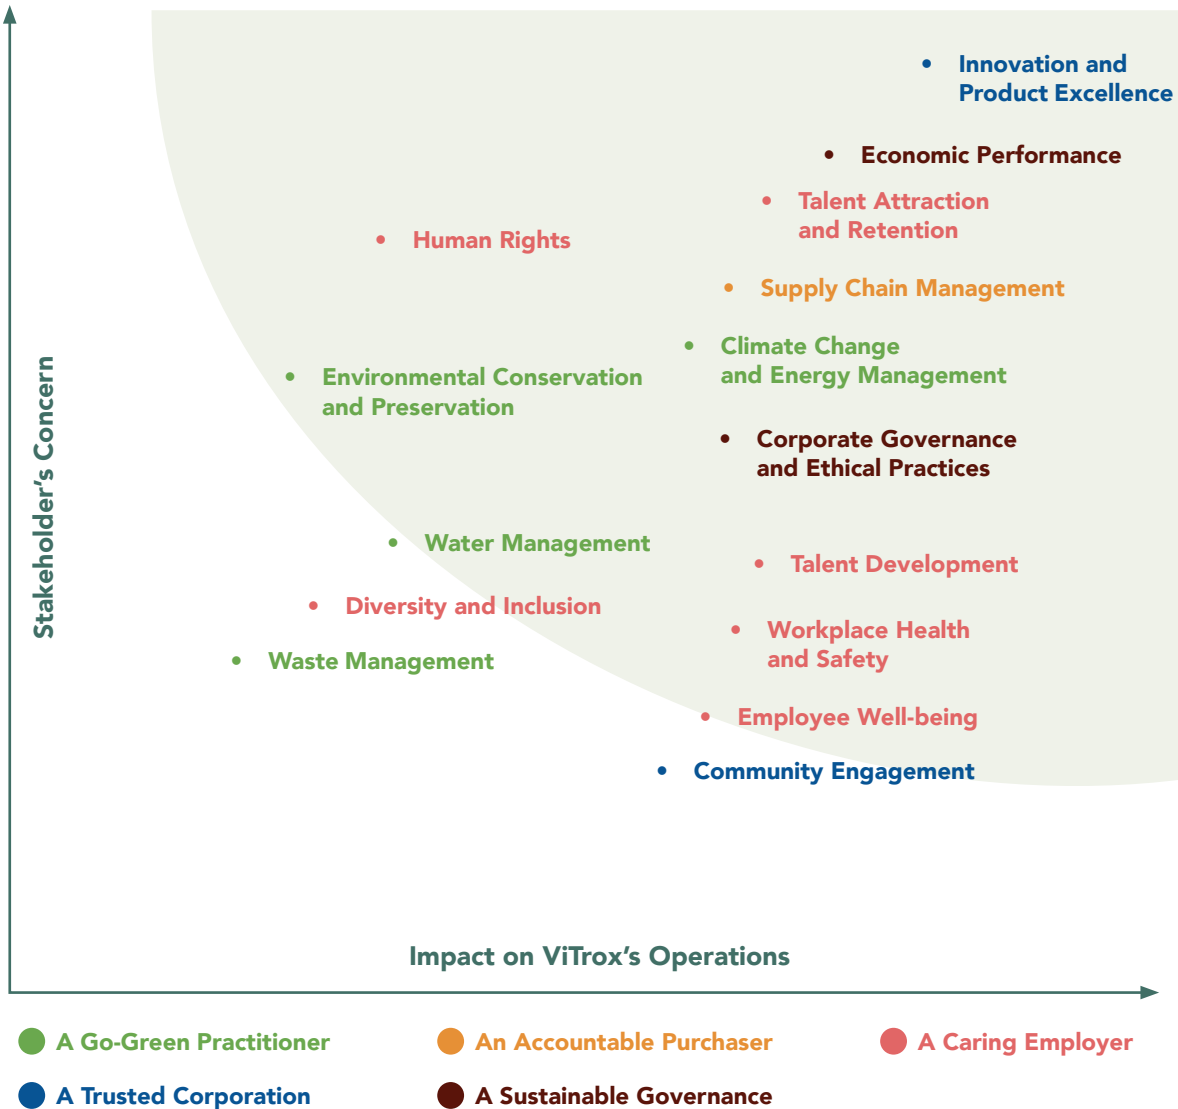 Innovation and
Product Excellence
Economic Performance
Talent Attraction
and Retention
Human Rights
Supply Chain Management
Climate Change
and Energy Management
Environmental Conservation
and Preservation
Corporate Governance
and Ethical Practices
Water Management
Talent Development
Diversity and Inclusion
Workplace Health
and Safety
Waste Management
Employee Well-being
Community Engagement
Stakeholder‘s Concern
Impact on ViTrox’s Operations
A Go-Green Practitioner
An Accountable Purchaser
A Caring Employer
A Trusted Corporation
A Sustainable Governance